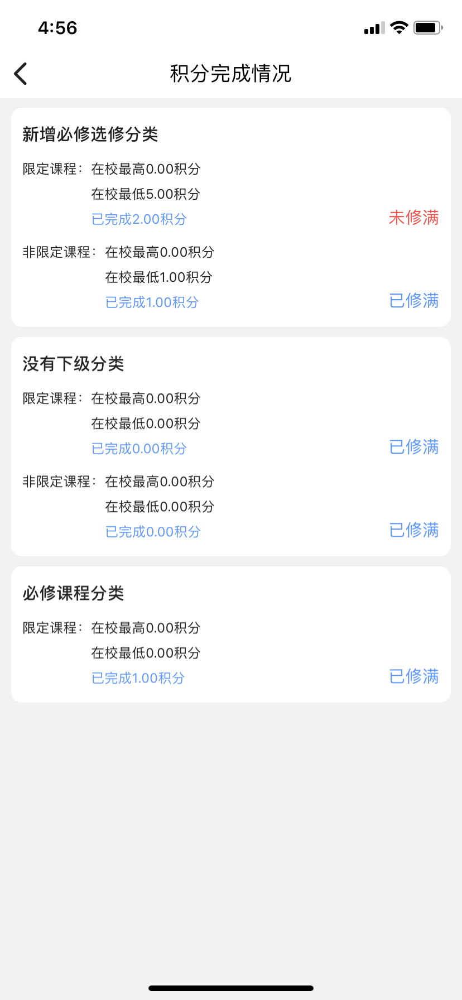 4:56
积分完成情况
新增必修选修分类
限定课程：在校最高0.00积分
在校最低5.00积分
已完成2.00积分 未修满
非限定课程：在校最高0.00积分
在校最低1.00积分
已完成1.00积分 已修满
没有下级分类
限定课程：在校最高0.00积分
在校最低0.00积分
已完成0.00积分 已修满
非限定课程：在校最高0.00积分
在校最低0.00积分
已完成0.00积分 已修满
必修课程分类
限定课程：在校最高0.00积分
在校最低0.00积分
已完成1.00积分 已修满